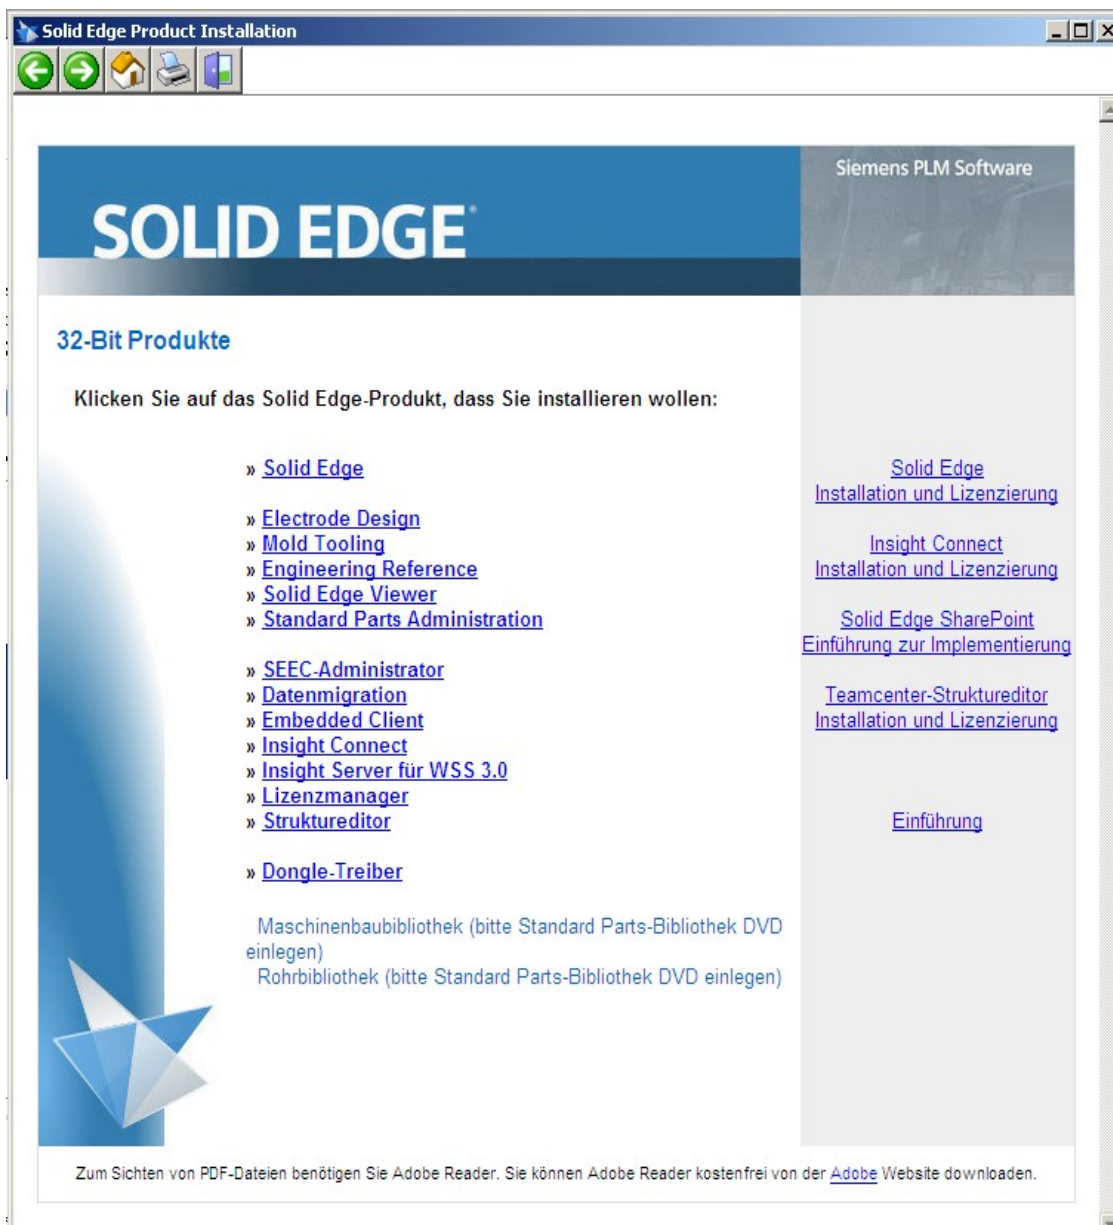 Solid Edge Product Installation
Siemens PLM Software
SOLID EDGE®
32-Bit Produkte
Klicken Sie auf das Solid Edge-Produkt, dass Sie installieren wollen:
» Solid Edge
» Electrode Design
» Mold Tooling
» Engineering Reference
» Solid Edge Viewer
» Standard Parts Administration
» SEEC-Administrator
» Datenmigration
» Embedded Client
» Insight Connect
» Insight Server für WSS 3.0
» Lizenzmanager
» Struktureditor
» Dongle-Treiber
Maschinenbaubibliothek (bitte Standard Parts-Bibliothek DVD
einlegen)
Rohrbibliothek (bitte Standard Parts-Bibliothek DVD einlegen)
Solid Edge
Installation und Lizenzierung
Insight Connect
Installation und Lizenzierung
Solid Edge SharePoint
Einführung zur Implementierung
Teamcenter-Struktureditor
Installation und Lizenzierung
Einführung
Zum Sichten von PDF-Dateien benötigen Sie Adobe Reader. Sie können Adobe Reader kostenfrei von der Adobe Website downloaden.